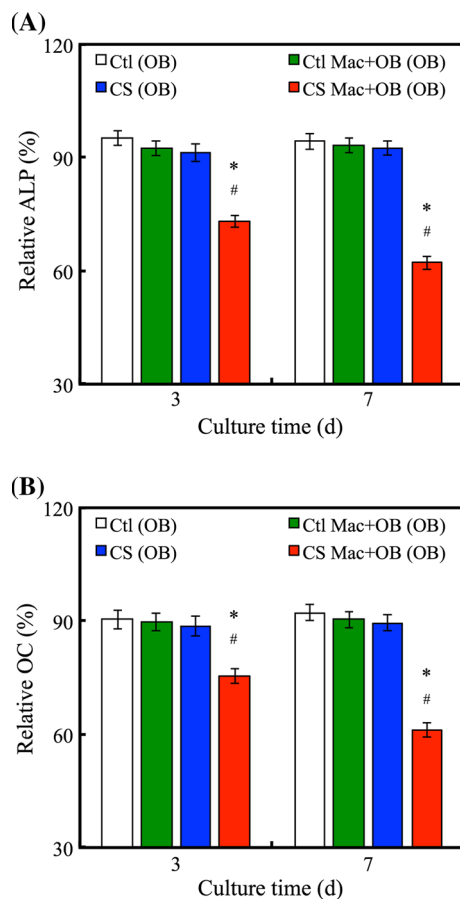 (A)
120
Ctl (OB) Ctl Mac+OB (OB)
CS (OB) CS Mac+OB (OB)
Relative ALP (%)
90
*
#
*
#
60
30
3 7
Culture time (d)
(B)
120
Ctl (OB) Ctl Mac+OB (OB)
CS (OB) CS Mac+OB (OB)
Relative OC (%)
90
*
#
*
#
60
30
3 7
Culture time (d)